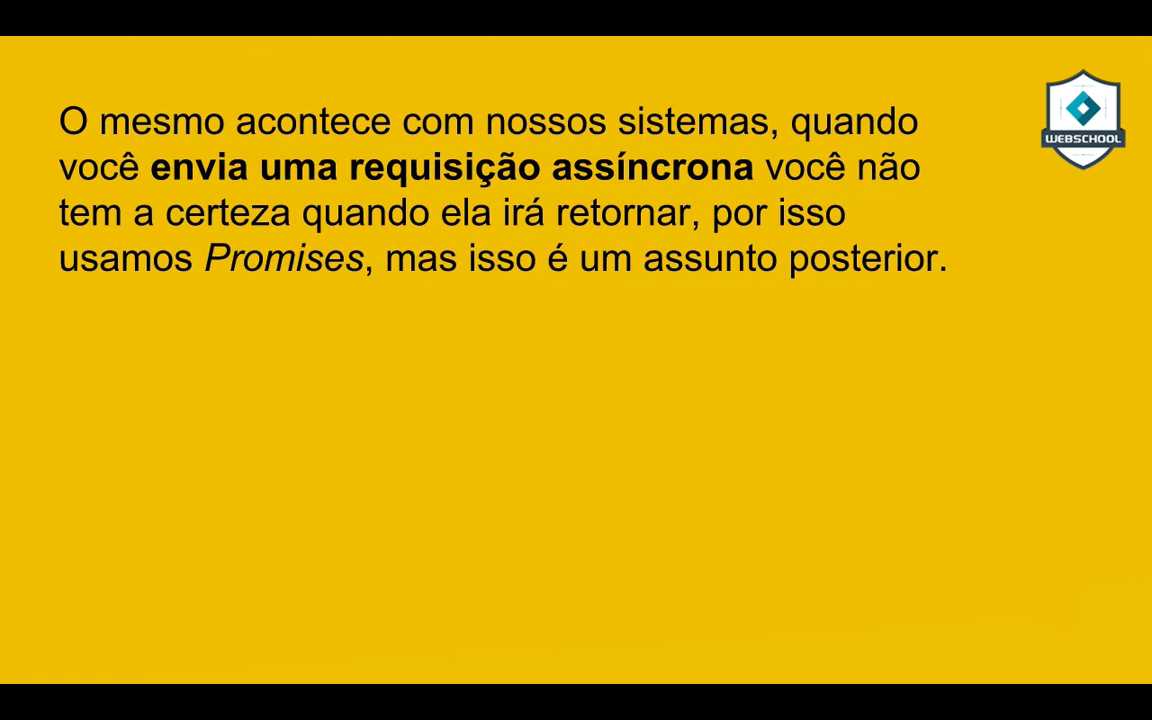 O mesmo acontece com nossos sistemas, quando
você envia uma requisição assíncrona você não
tem a certeza quando ela irá retornar, por isso
usamos Promises, mas isso é um assunto posterior.
WEBSCHOOL